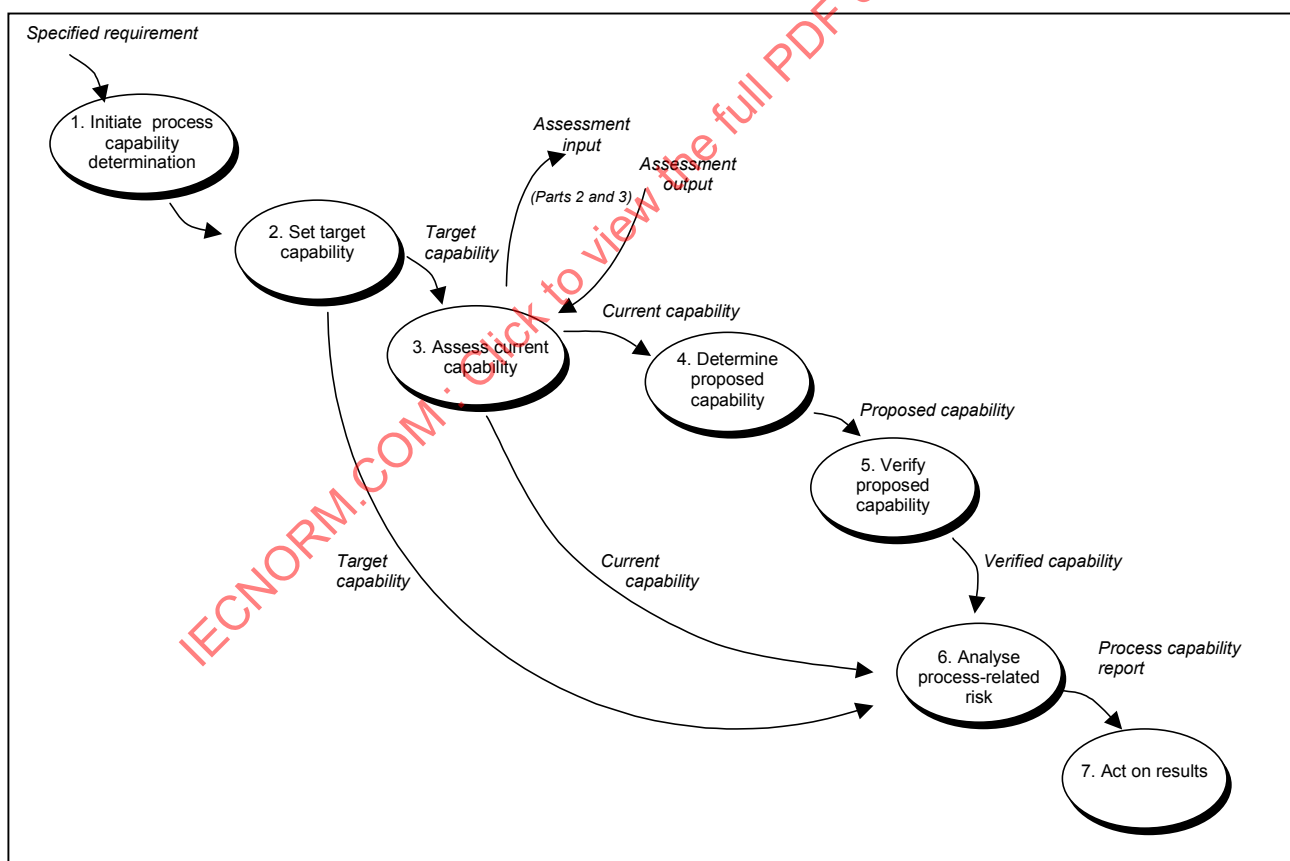 Specified requirement
1. Initiate process
capability
determination
2. Set target
capability
Target
capability
Assessment
input
(Parts 2 and 3)
Assessment
output
3. Assess current
capability
Current capability
4. Determine
proposed
capability
Proposed capability
5. Verify
proposed
capability
Verified capability
Target
capability
Current
capability
6. Analyse
process-related
risk
Process capability
report
7. Act on results
IECNORM.COM : Click to view the full PDF